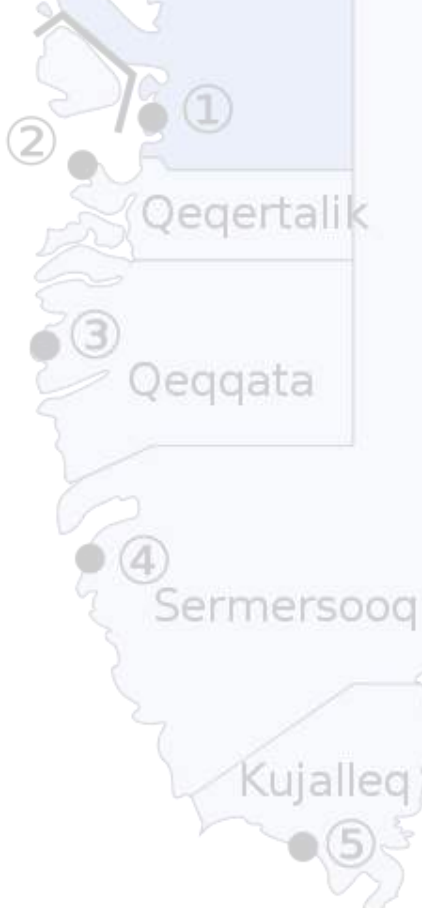 ①
②
Qeqertalik
③
Qeqqata
④
Sermersooq
Kujalleq
⑤